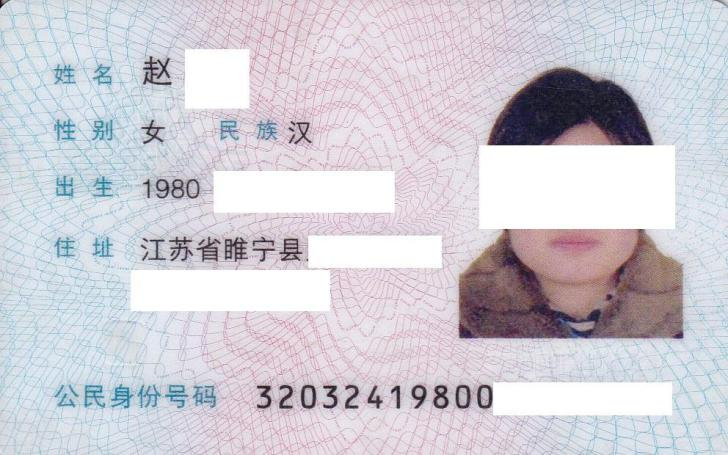 姓名 赵
性别 女 民族 汉
出生 1980
住址 江苏省睢宁县
公民身份号码 32032419800